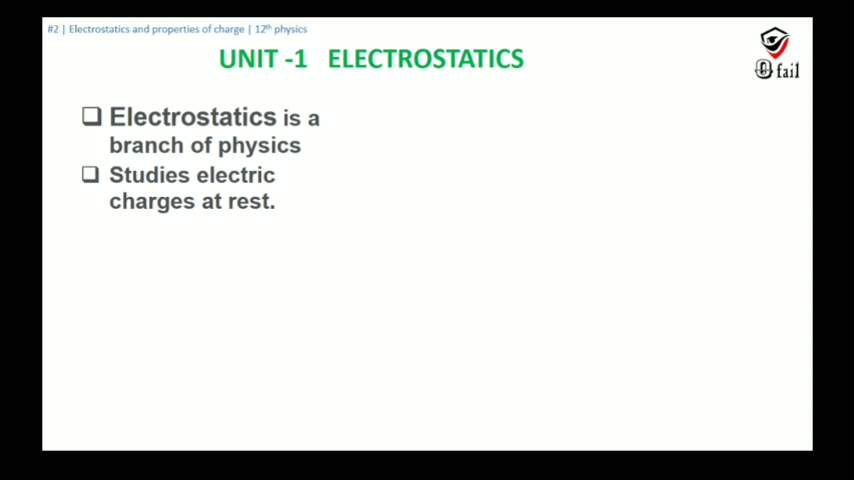 #2 | Electrostatics and properties of charge | 12th physics
UNIT -1 ELECTROSTATICS
0 fail
Electrostatics is a
branch of physics
Studies electric
charges at rest.